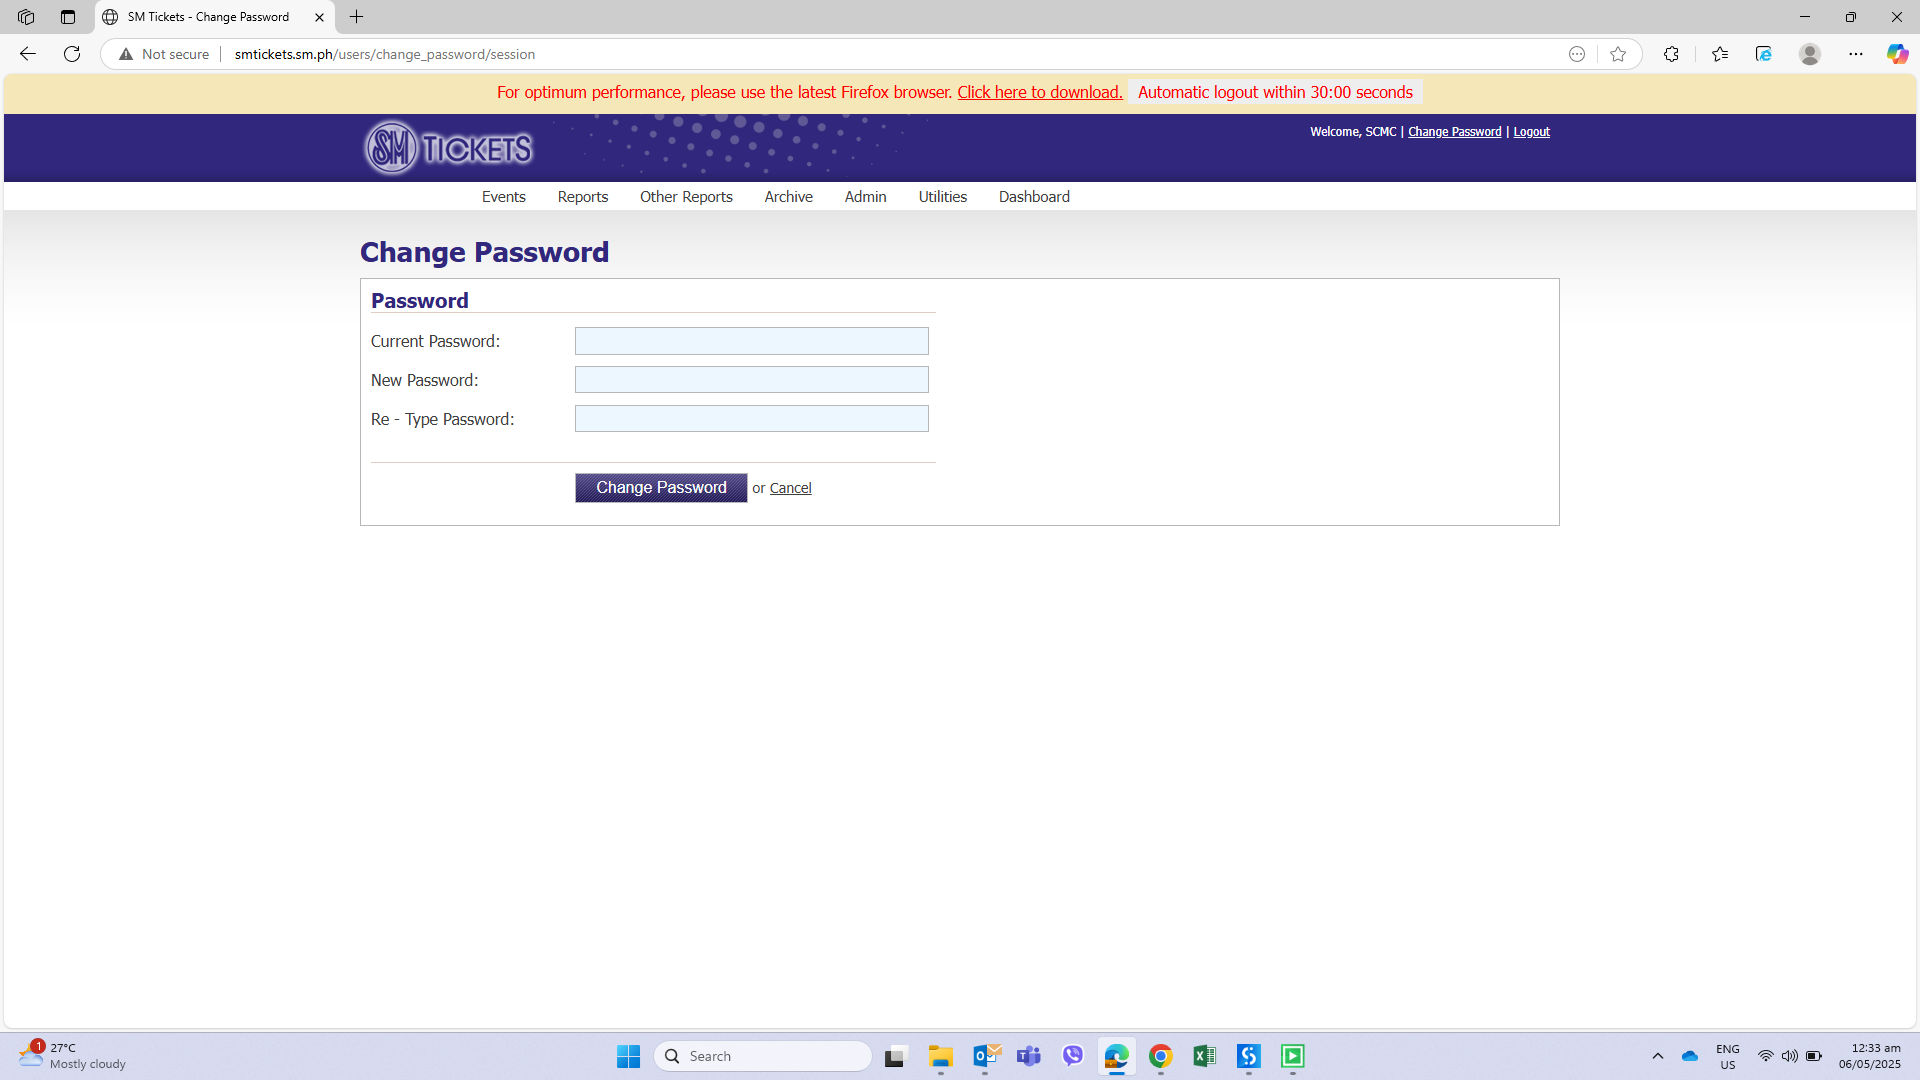 SM Tickets - Change Password
Not secure
smtickets.sm.ph/users/change_password/session
For optimum performance, please use the latest Firefox browser. Click here to download. Automatic logout within 30:00 seconds
SM TICKETS
Welcome, SCMC | Change Password | Logout
Events Reports Other Reports Archive Admin Utilities Dashboard
Change Password
Password
Current Password:
New Password:
Re - Type Password:
Change Password or Cancel
1
27°C
Mostly cloudy
Search
ENG
US
12:33 am
06/05/2025